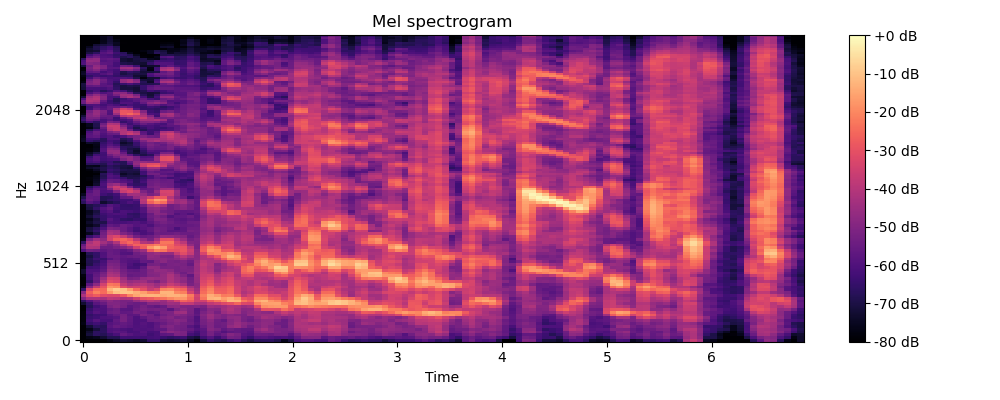 Mel spectrogram
Hz
2048
1024
512
0
0 1 2 3 4 5 6
Time
+0 dB
-10 dB
-20 dB
-30 dB
-40 dB
-50 dB
-60 dB
-70 dB
-80 dB